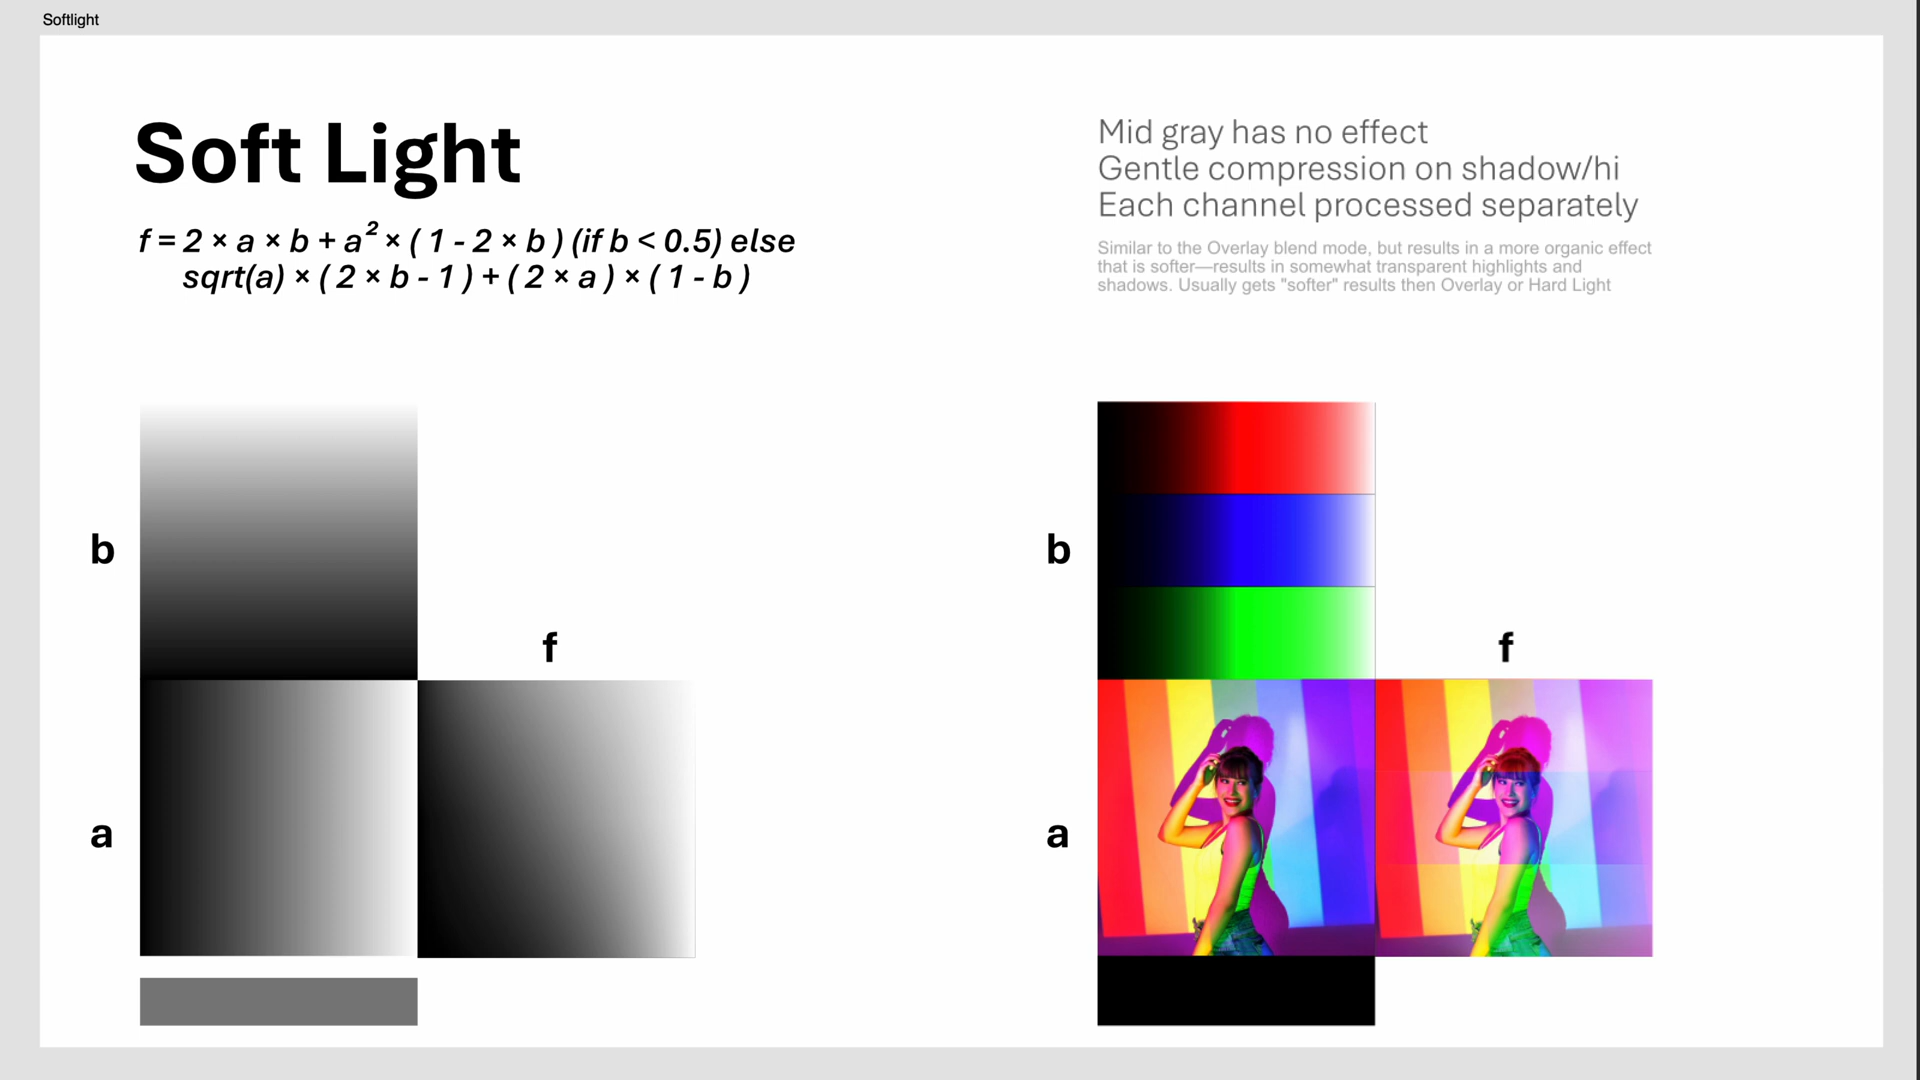 Softlight
Soft Light
f = 2 × a × b + a² × ( 1 - 2 × b ) (if b < 0.5) else
sqrt(a) × ( 2 × b - 1 ) + ( 2 × a ) × ( 1 - b )
Mid gray has no effect
Gentle compression on shadow/hi
Each channel processed separately
Similar to the Overlay blend mode, but results in a more organic effect
that is softer—results in somewhat transparent highlights and
shadows. Usually gets "softer" results then Overlay or Hard Light
b
f
a
b
f
a